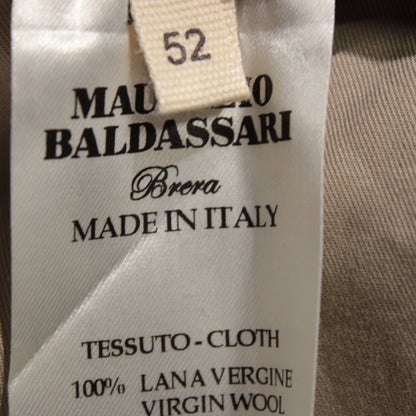 52
BALDASSARI
Brera
MADE IN ITALY
TESSUTO - CLOTH
100% LANA VERGINE
VIRGIN WOOL